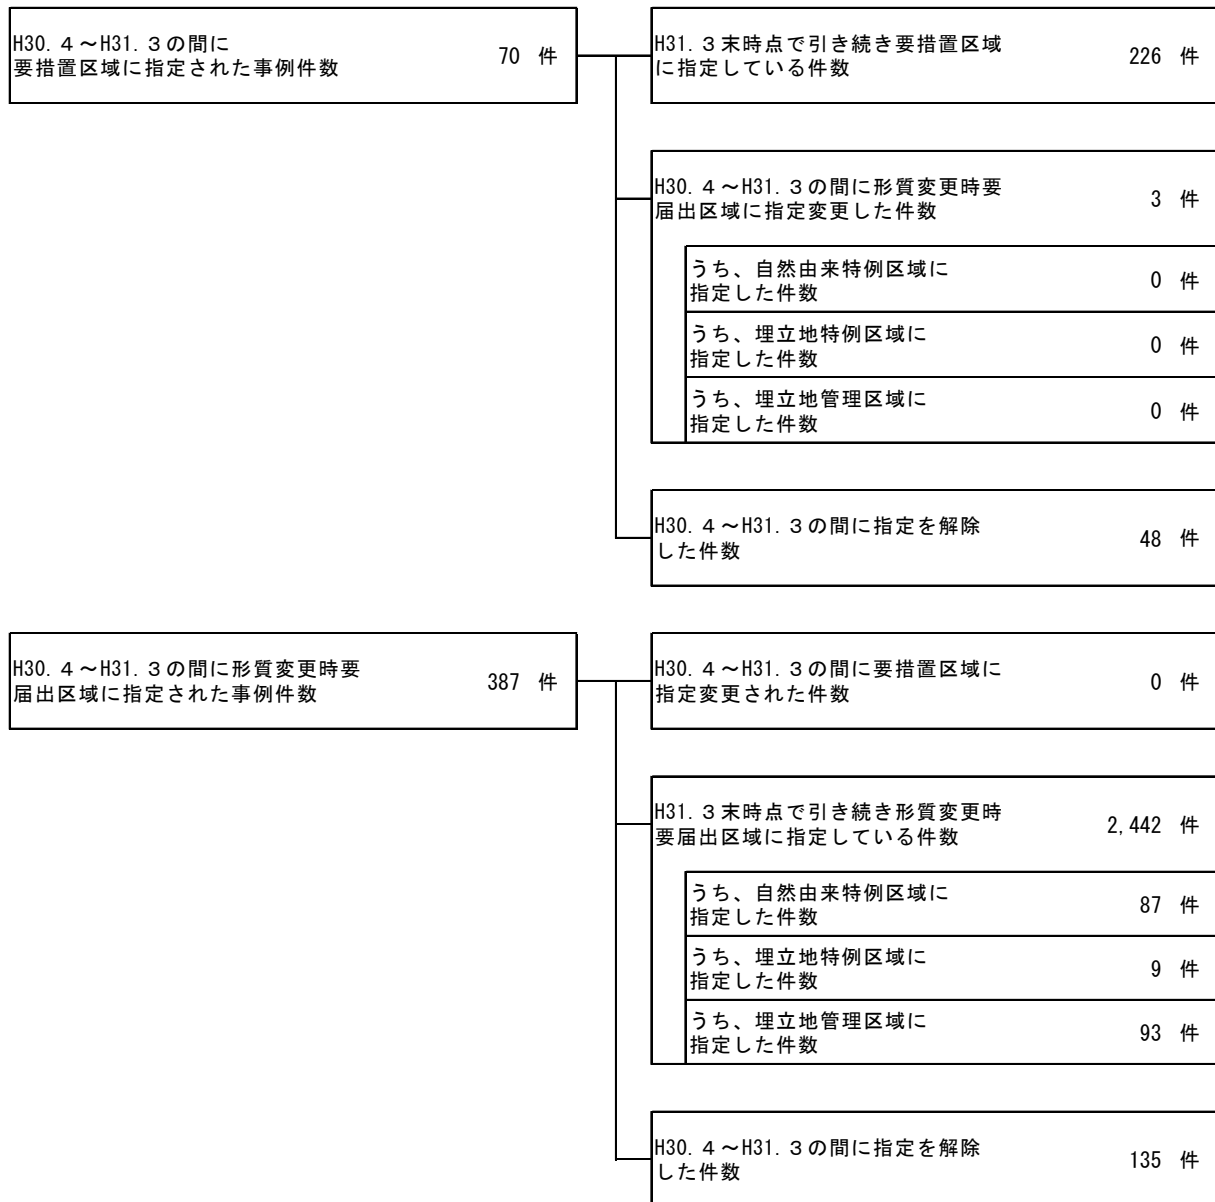 H30.４～H31.３の間に
要措置区域に指定された事例件数
70 件
H31.３末時点で引き続き要措置区域
に指定している件数
226 件
H30.４～H31.３の間に形質変更時要
届出区域に指定変更した件数
3 件
うち、自然由来特例区域に
指定した件数
0 件
うち、埋立地特例区域に
指定した件数
0 件
うち、埋立地管理区域に
指定した件数
0 件
H30.４～H31.３の間に指定を解除
した件数
48 件
H30.４～H31.３の間に形質変更時要
届出区域に指定された事例件数
387 件
H30.４～H31.３の間に要措置区域に
指定変更された件数
0 件
H31.３末時点で引き続き形質変更時
要届出区域に指定している件数
2,442 件
うち、自然由来特例区域に
指定した件数
87 件
うち、埋立地特例区域に
指定した件数
9 件
うち、埋立地管理区域に
指定した件数
93 件
H30.４～H31.３の間に指定を解除
した件数
135 件